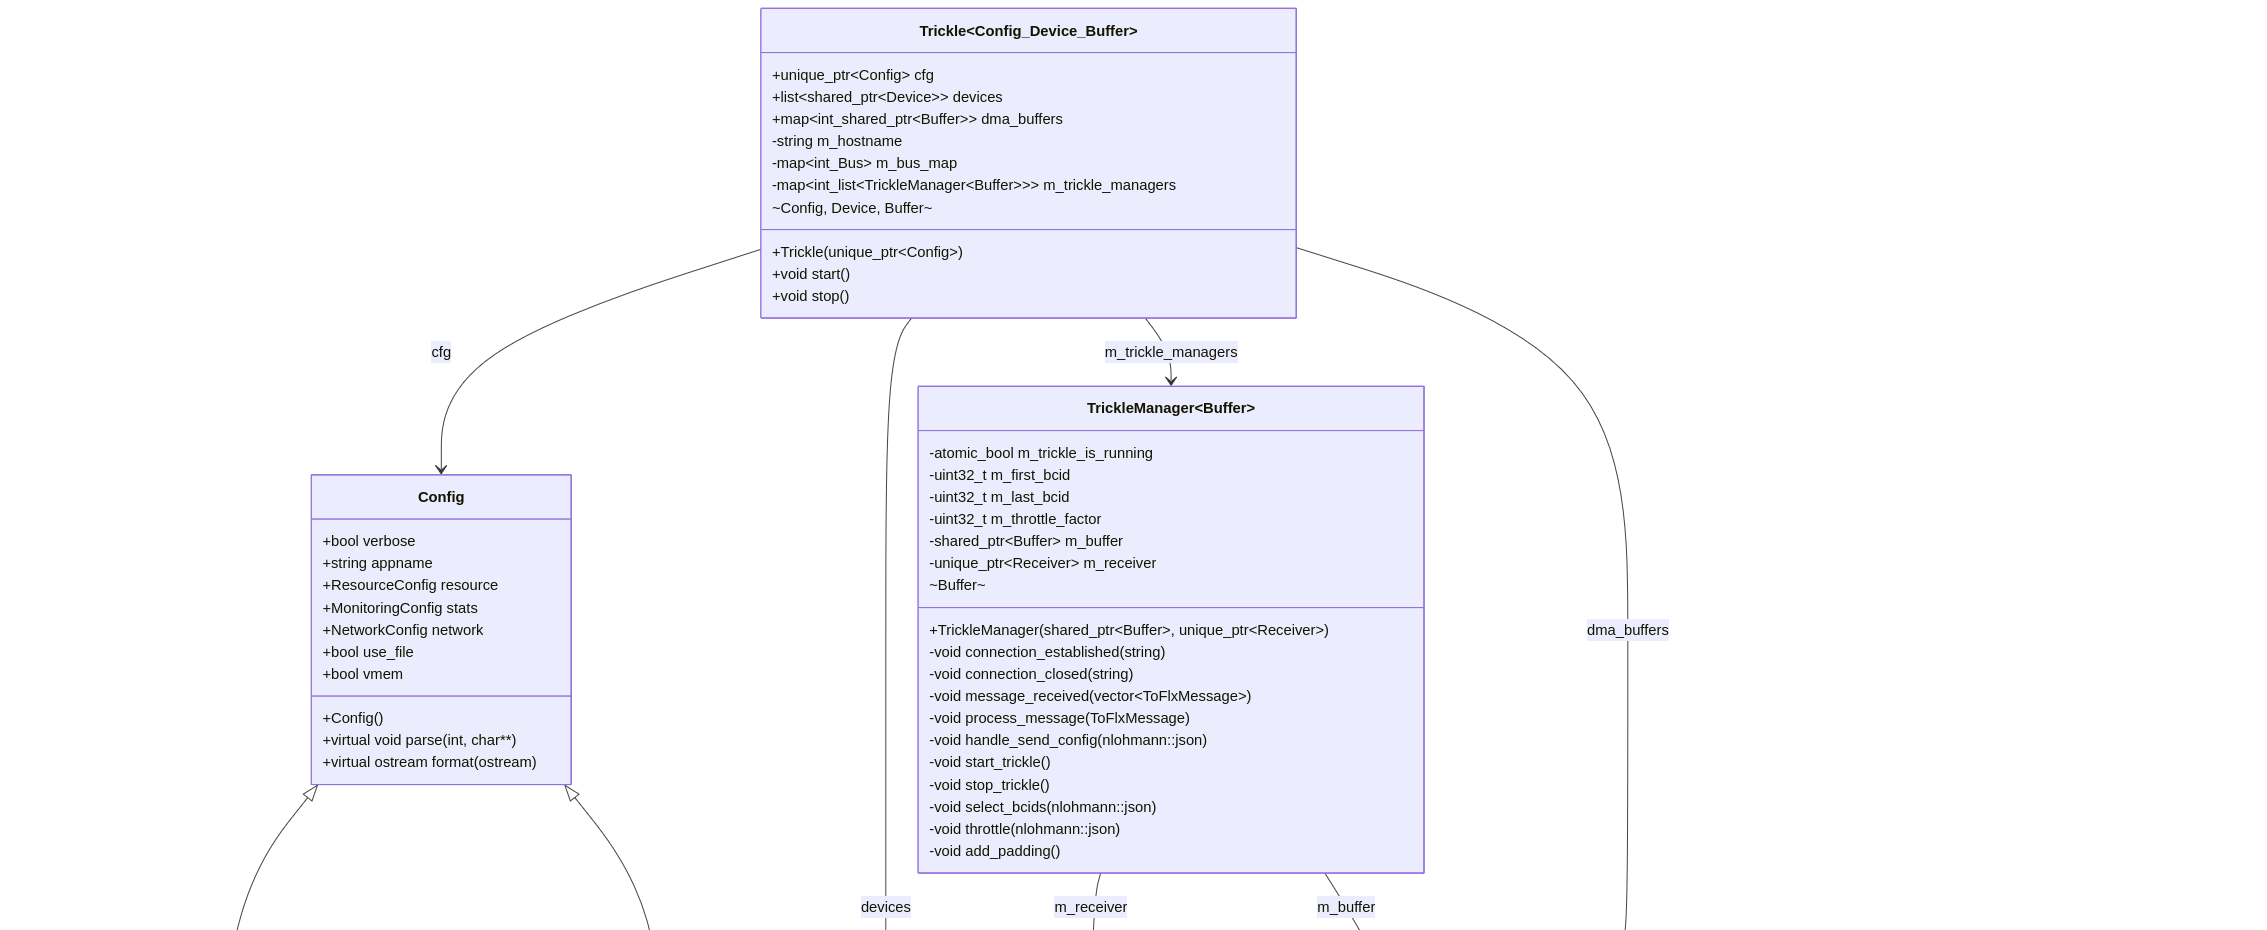 Trickle<Config_Device_Buffer>
+unique_ptr<Config> cfg
+list<shared_ptr<Device>> devices
+map<int_shared_ptr<Buffer>> dma_buffers
-string m_hostname
-map<int_Bus> m_bus_map
-map<int_list<TrickleManager<Buffer>>> m_trickle_managers
~Config, Device, Buffer~
+Trickle(unique_ptr<Config>)
+void start()
+void stop()
cfg
m_trickle_managers
TrickleManager<Buffer>
-atomic_bool m_trickle_is_running
-uint32_t m_first_bcid
-uint32_t m_last_bcid
-uint32_t m_throttle_factor
-shared_ptr<Buffer> m_buffer
-unique_ptr<Receiver> m_receiver
~Buffer~
+TrickleManager(shared_ptr<Buffer>, unique_ptr<Receiver>)
-void connection_established(string)
-void connection_closed(string)
-void message_received(vector<ToFlxMessage>)
-void process_message(ToFlxMessage)
-void handle_send_config(nlohmann::json)
-void start_trickle()
-void stop_trickle()
-void select_bcids(nlohmann::json)
-void throttle(nlohmann::json)
-void add_padding()
Config
+bool verbose
+string appname
+ResourceConfig resource
+MonitoringConfig stats
+NetworkConfig network
+bool use_file
+bool vmem
+Config()
+virtual void parse(int, char**)
+virtual ostream format(ostream)
dma_buffers
devices
m_receiver
m_buffer